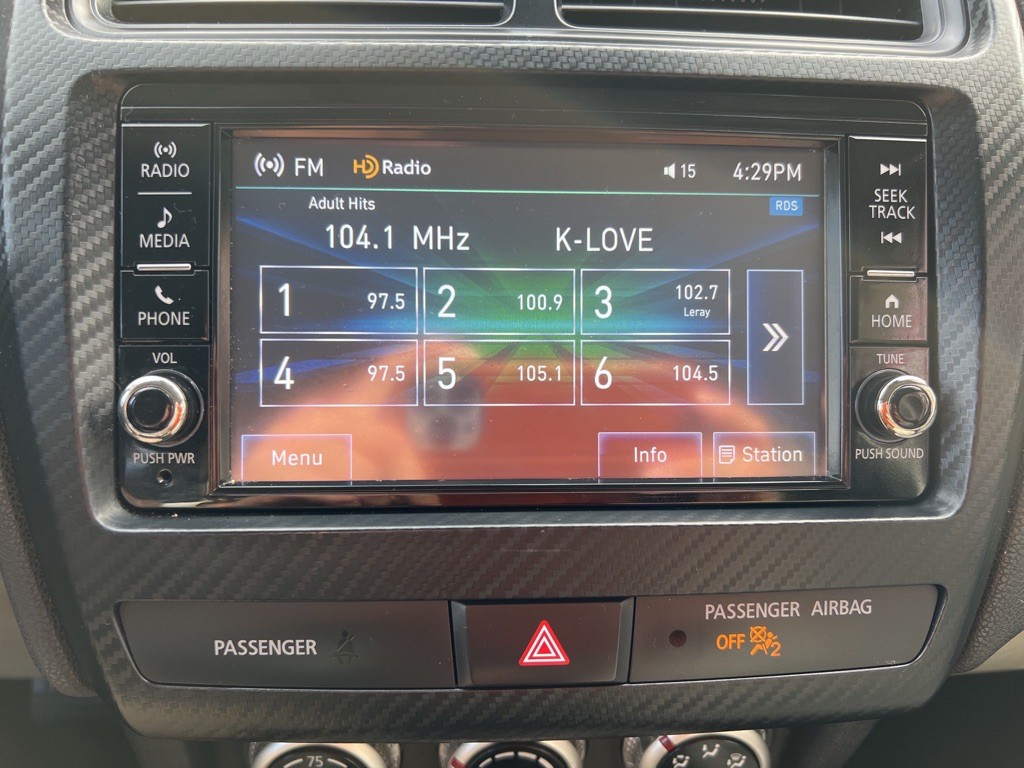 RADIO
MEDIA
PHONE
VOL
PUSH PWR
FM HD Radio 15 4:29PM
Adult Hits RDS
104.1 MHz K-LOVE
1 97.5 2 100.9 3 102.7
Leray
4 97.5 5 105.1 6 104.5
Menu Info Station
SEEK
TRACK
HOME
TUNE
PUSH SOUND
PASSENGER
PASSENGER AIRBAG
OFF 2
75